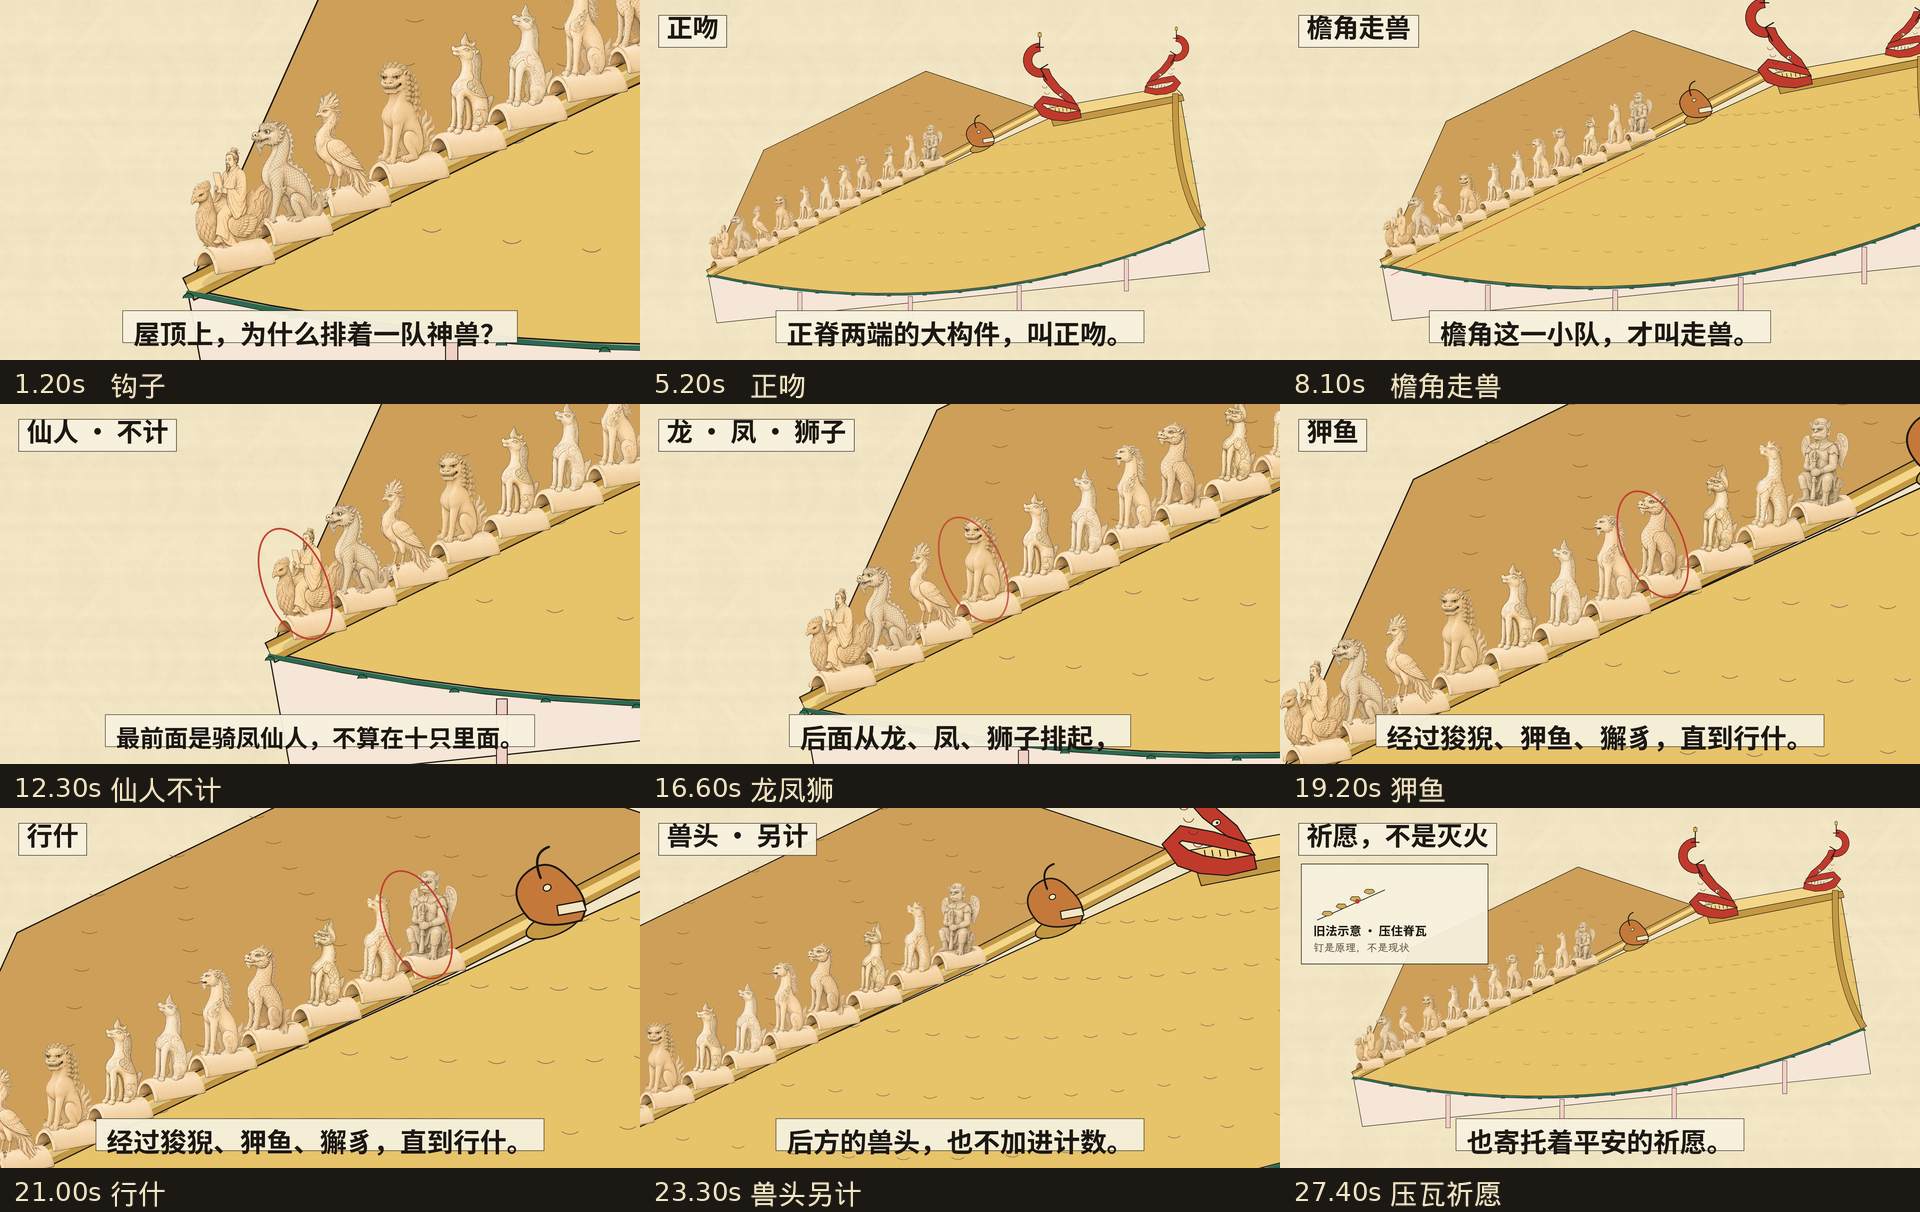 屋顶上，为什么排着一队神兽？
1.20s 钩子
正吻
正脊两端的大构件，叫正吻。
5.20s 正吻
檐角走兽
檐角这一小队，才叫走兽。
8.10s 檐角走兽
仙人 · 不计
最前面是骑凤仙人，不算在十只里面。
12.30s 仙人不计
龙 · 凤 · 狮子
后面从龙、凤、狮子排起，
16.60s 龙凤狮
狎鱼
经过狻猊、狎鱼、獬豸，直到行什。
19.20s 狎鱼
行什
经过狻猊、狎鱼、獬豸，直到行什。
21.00s 行什
兽头 · 另计
后方的兽头，也不加进计数。
23.30s 兽头另计
祈愿，不是灭火
旧法示意 · 压住脊瓦
钉是原理，不是现状
也寄托着平安的祈愿。
27.40s 压瓦祈愿